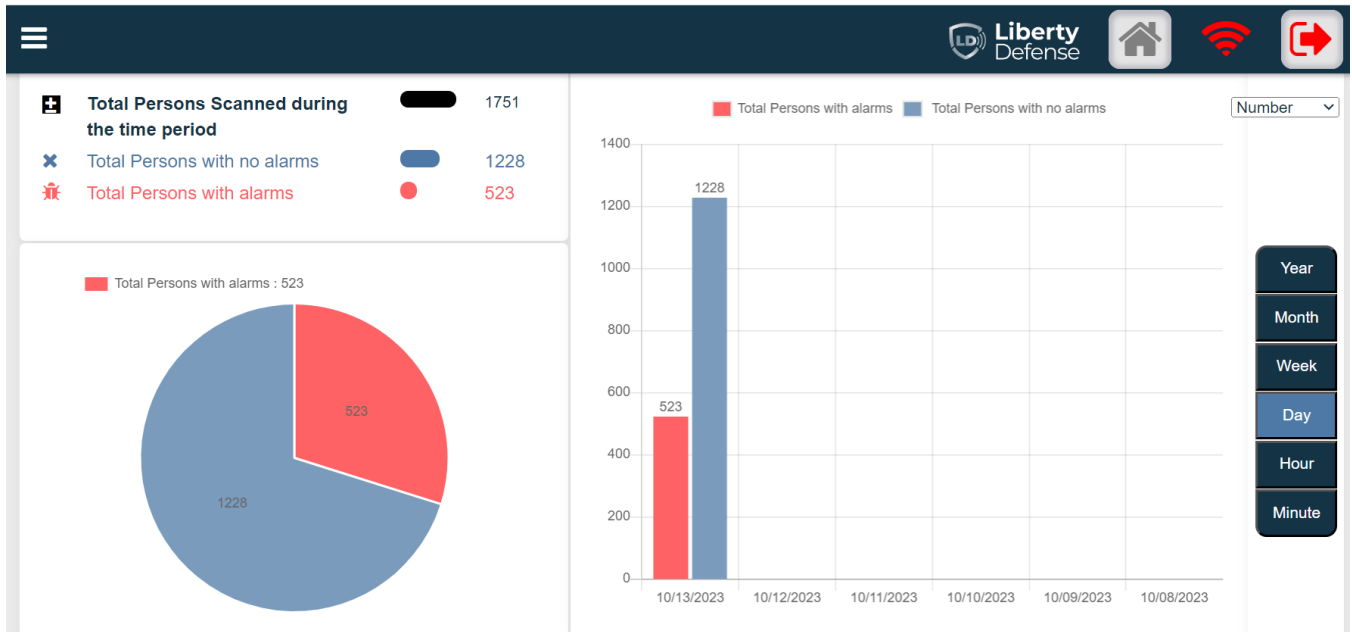 LD
Liberty
Defense
Total Persons Scanned during 1751
the time period
Total Persons with no alarms 1228
Total Persons with alarms 523
Total Persons with alarms : 523
523
1228
Total Persons with alarms Total Persons with no alarms
Number
1400
1200
1000
800
600
400
200
0
1228
523
10/13/2023 10/12/2023 10/11/2023 10/10/2023 10/09/2023 10/08/2023
Year
Month
Week
Day
Hour
Minute